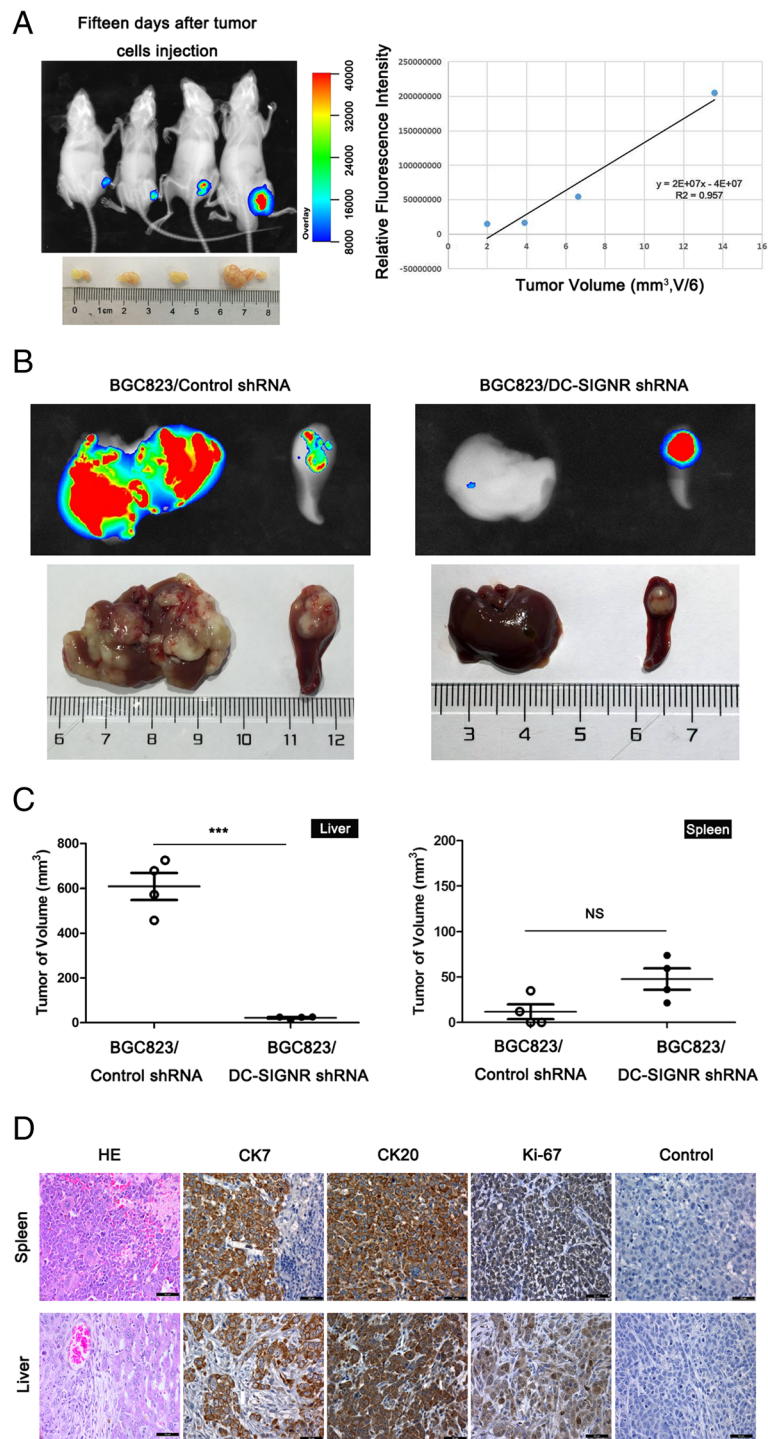 A
Fifteen days after tumor
cells injection
40000
24000
16000
8000
Overlay
0 1cm 2 3 4 5 6 7 8
Relative Fluorescence Intensity
250000000
200000000
150000000
100000000
50000000
0
-50000000
0 2 4 6 8 10 12 14 16
y = 2E+07x - 4E+07
R2 = 0.957
Tumor Volume (mm³,V/6)
B
BGC823/Control shRNA
BGC823/DC-SIGNR shRNA
6 7 8 9 10 11 12
3 4 5 6 7
C
Tumor of Volume (mm³)
800
600
400
200
0
***
Liver
BGC823/
Control shRNA
BGC823/
DC-SIGNR shRNA
Tumor of Volume (mm³)
200
150
100
50
0
NS
Spleen
BGC823/
Control shRNA
BGC823/
DC-SIGNR shRNA
D
HE CK7 CK20 Ki-67 Control
Spleen
Liver